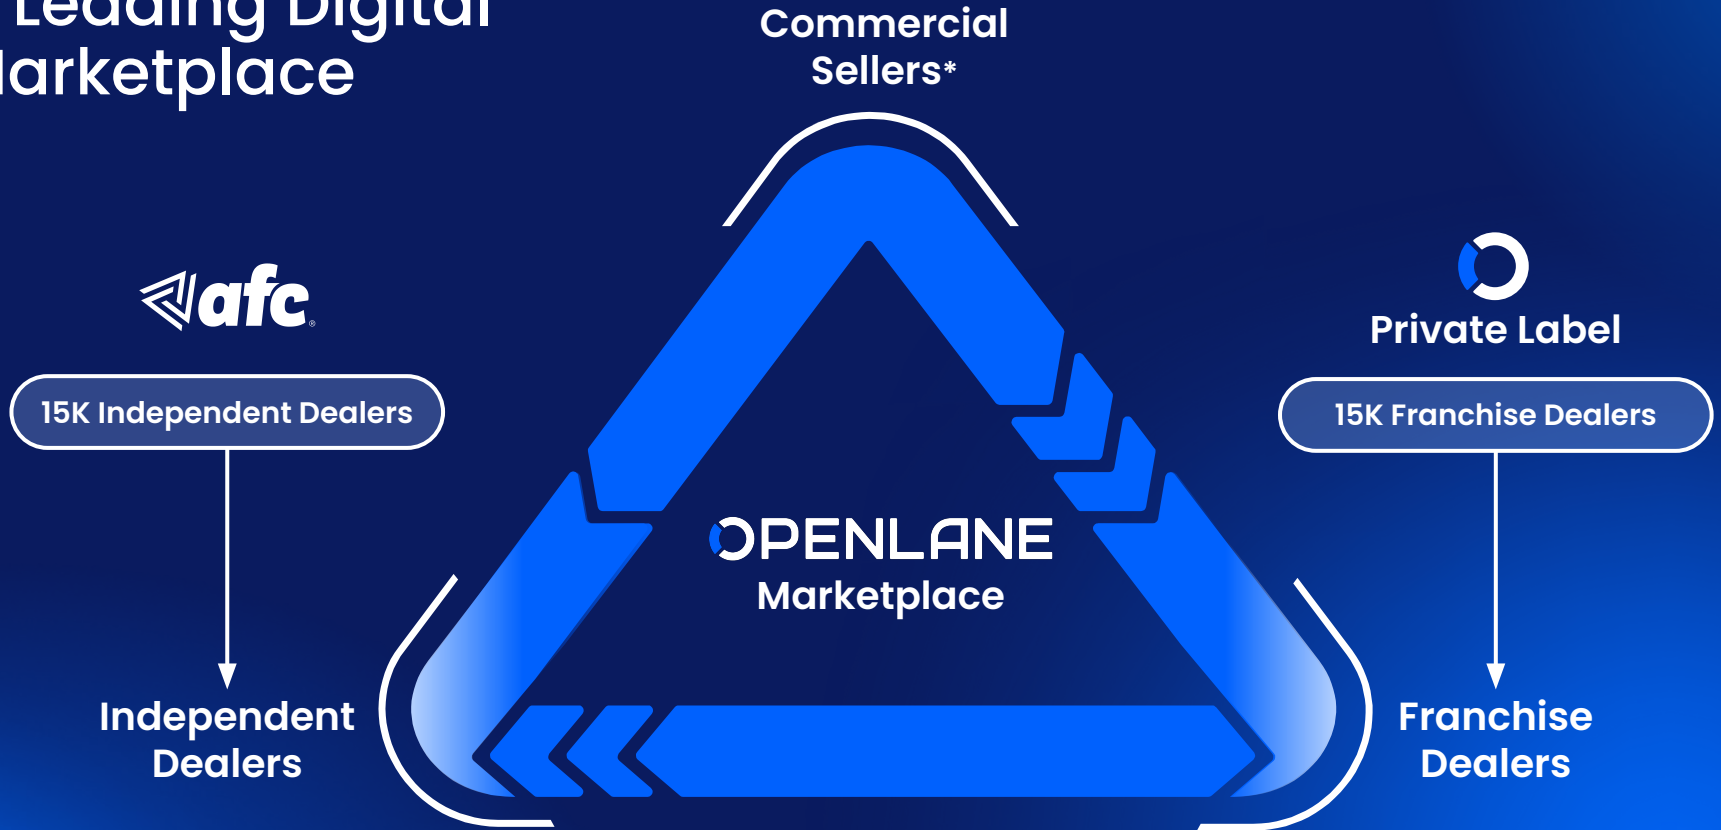 Leading Digital
Marketplace
Commercial
Sellers*
afc®
15K Independent Dealers
Independent
Dealers
OPENLANE
Marketplace
Private Label
15K Franchise Dealers
Franchise
Dealers